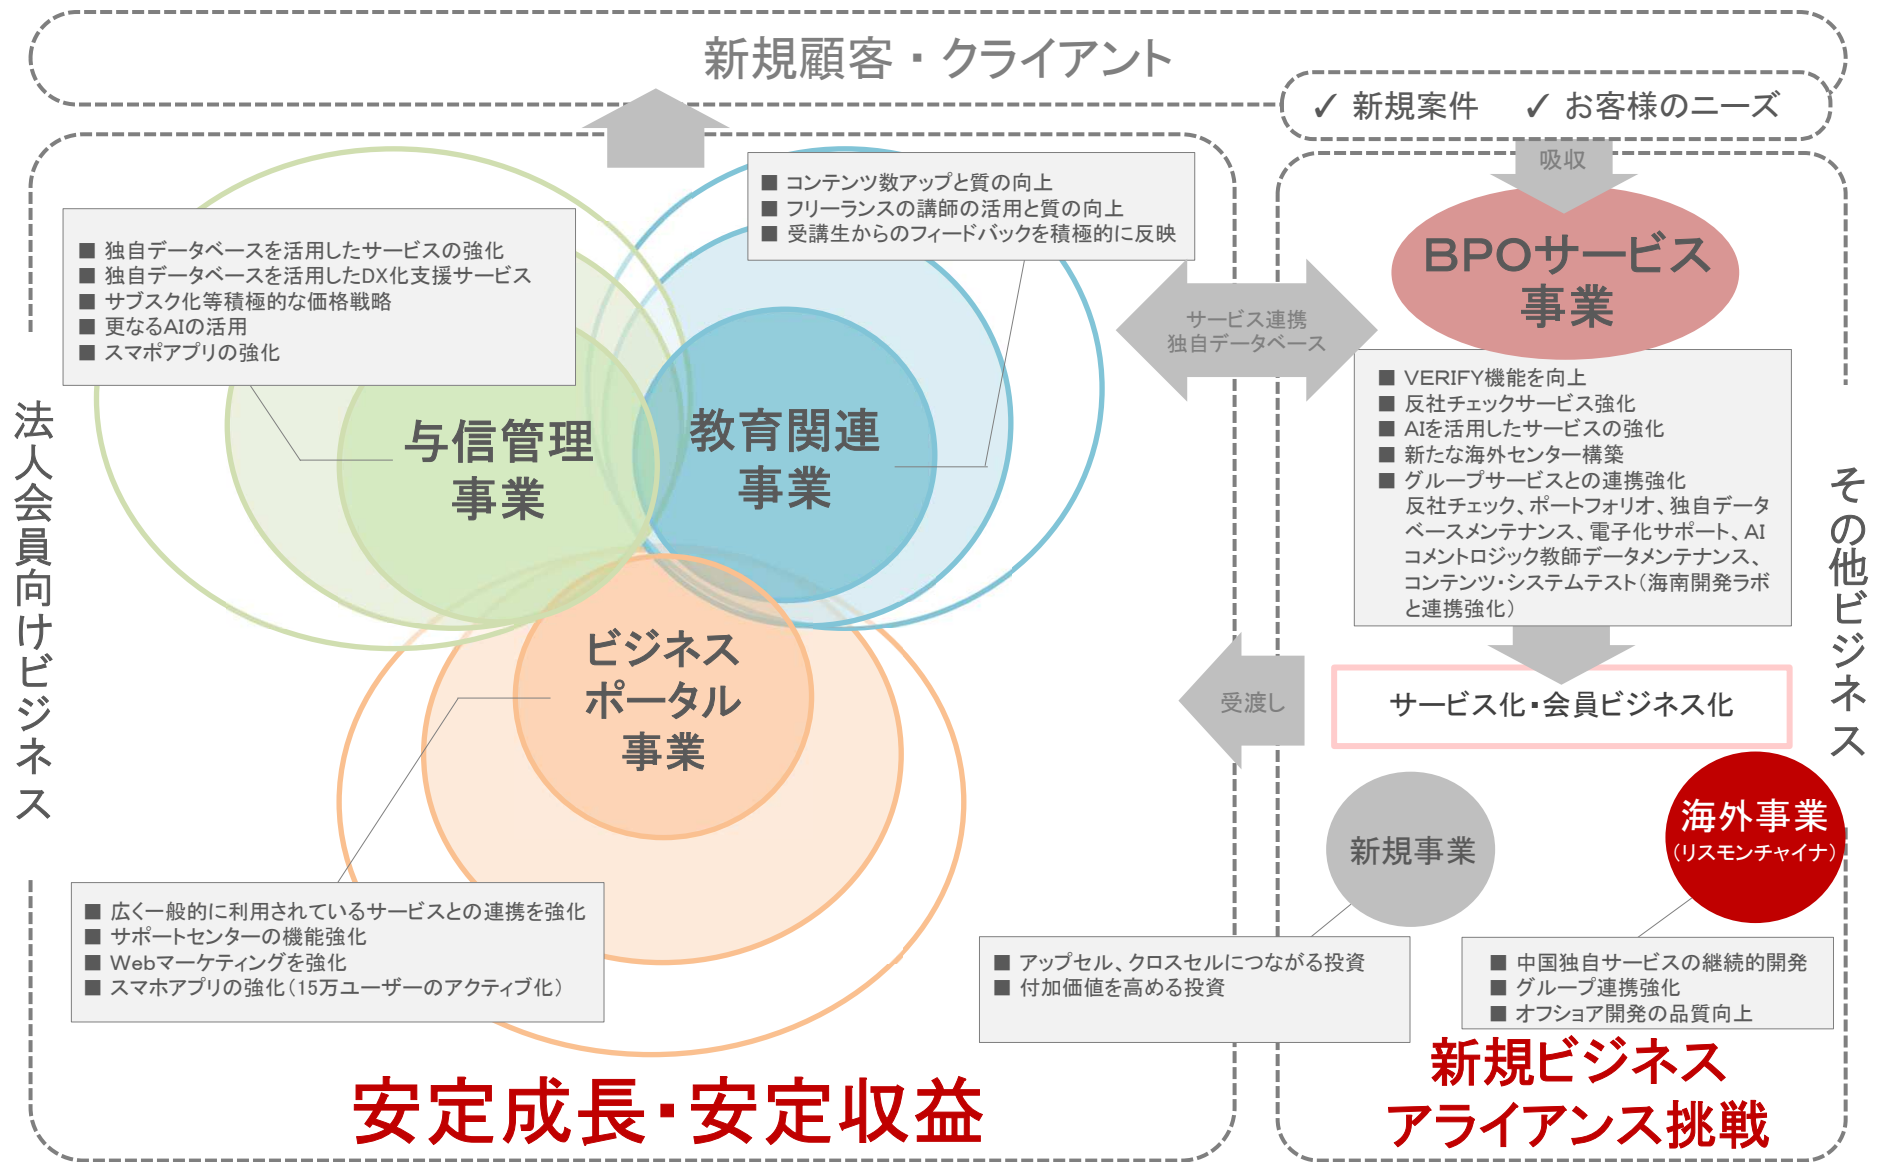 新規顧客・クライアント
✓ 新規案件 ✓ お客様のニーズ
法人会員向けビジネス
■ 独自データベースを活用したサービスの強化
■ 独自データベースを活用したDX化支援サービス
■ サブスク化等積極的な価格戦略
■ 更なるAIの活用
■ スマポアプリの強化
与信管理
事業
■ コンテンツ数アップと質の向上
■ フリーランスの講師の活用と質の向上
■ 受講生からのフィードバックを積極的に反映
教育関連
事業
ビジネス
ポータル
事業
■ 広く一般的に利用されているサービスとの連携を強化
■ サポートセンターの機能強化
■ Webマーケティングを強化
■ スマホアプリの強化（15万ユーザーのアクティブ化）
安定成長・安定収益
サービス連携
独自データベース
受渡し
吸収
BPOサービス
事業
■ VERIFY機能を向上
■ 反社チェックサービス強化
■ AIを活用したサービスの強化
■ 新たな海外センター構築
■ グループサービスとの連携強化
反社チェック、ポートフォリオ、独自データ
ベースメンテナンス、電子化サポート、AI
コメントロジック教師データメンテナンス、
コンテンツ・システムテスト（海南開発ラボ
と連携強化）
サービス化・会員ビジネス化
新規事業
■ アップセル、クロスセルにつながる投資
■ 付加価値を高める投資
海外事業
（リスモンチャイナ）
■ 中国独自サービスの継続的開発
■ グループ連携強化
■ オフショア開発の品質向上
その他ビジネス
新規ビジネス
アライアンス挑戦